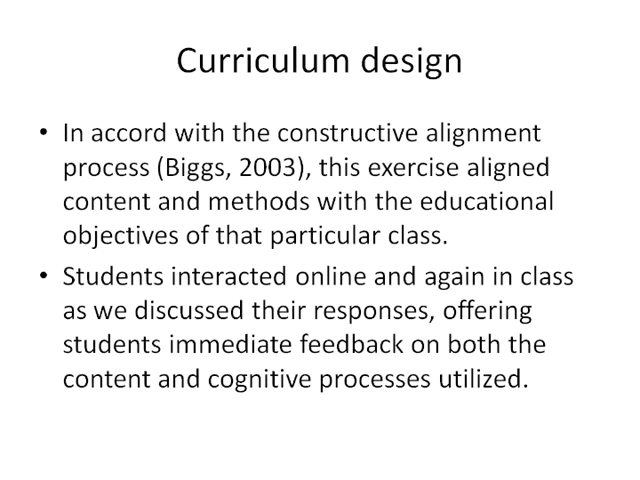 Curriculum design
• In accord with the constructive alignment
process (Biggs, 2003), this exercise aligned
content and methods with the educational
objectives of that particular class.
• Students interacted online and again in class
as we discussed their responses, offering
students immediate feedback on both the
content and cognitive processes utilized.